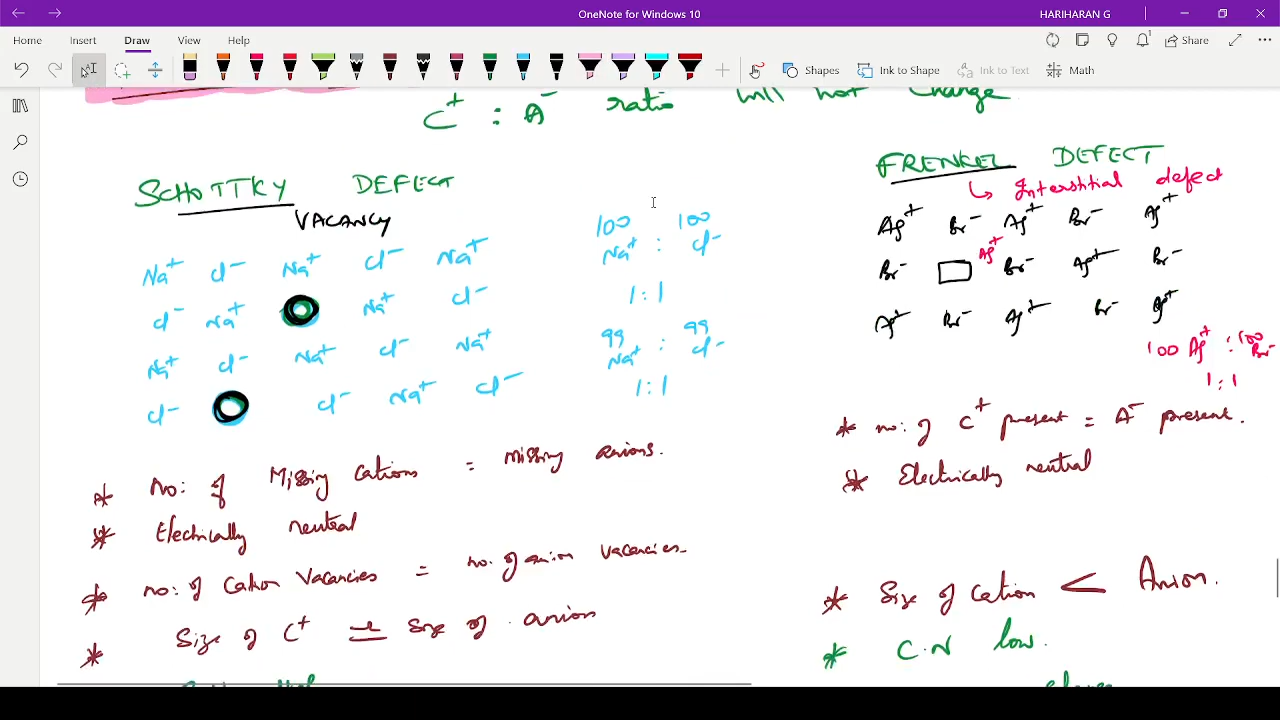 OneNote for Windows 10
HARIHARAN G
Home Insert Draw View Help
Share
Shapes
Ink to Shape
Ink to Text
Math
C+ : A- ratio will not change
SCHOTTKY DEFECT
VACANCY
Na+ Cl- Na+ Cl- Na+
Cl- Na+ Na+ Cl-
Na+ Cl- Na+ Cl- Na+
Cl- Cl- Na+ Cl-
100 100
Na+ : Cl-
1:1
99 99
Na+ : Cl-
1:1
* No: of Missing cations = Missing anions.
* Electrically neutral
* no: of Cation Vacancies = no: of anion vacancies.
* Size of C+ = Size of anion
FRENKEL DEFECT
Interstitial defect
Ag+ Br- Ag+ Br- Ag+
Ag+
Br- Br- Ag+ Br-
Ag+ Br- Ag+ Br- Ag+
100 Ag+ : 100 Br-
1:1
* no: of C+ present = A- present.
* Electrically neutral
* Size of cation < Anion.
* C.N low.